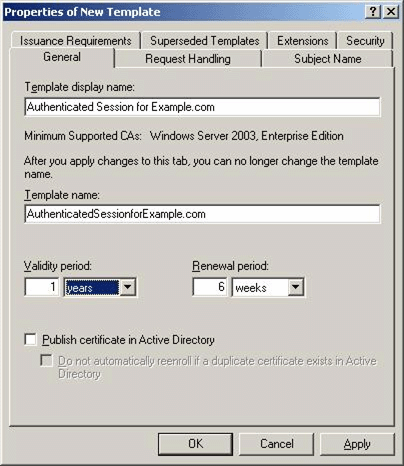 Properties of New Template
Issuance Requirements Superseded Templates Extensions Security
General Request Handling Subject Name
Template display name:
Authenticated Session for Example.com
Minimum Supported CAs: Windows Server 2003, Enterprise Edition
After you apply changes to this tab, you can no longer change the template
name.
Template name:
AuthenticatedSessionforExample.com
Validity period: Renewal period:
1 years 6 weeks
Publish certificate in Active Directory
Do not automatically reenroll if a duplicate certificate exists in Active
Directory
OK Cancel Apply